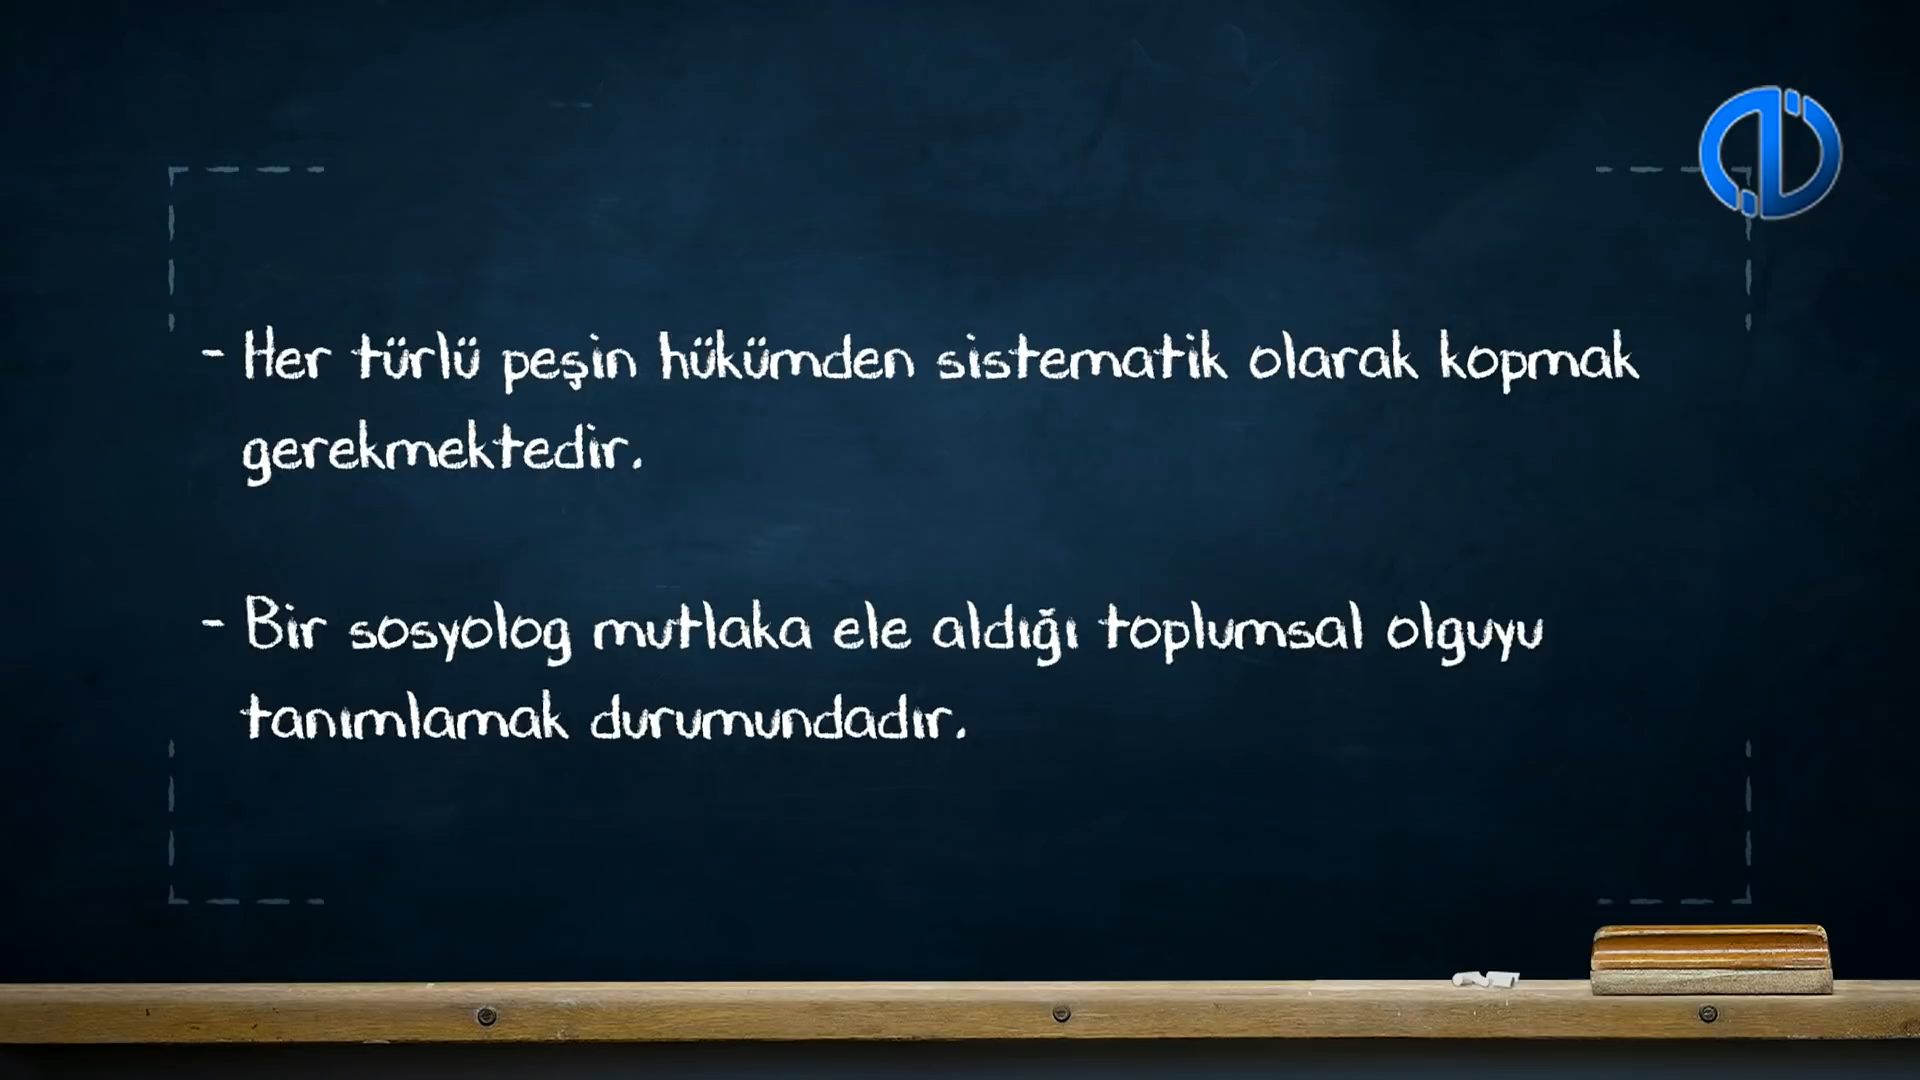 - Her türlü peşin hükümden sistematik olarak kopmak
gerekmektedir.
- Bir sosyolog mutlaka ele aldığı toplumsal olguyu
tanımlamak durumundadır.